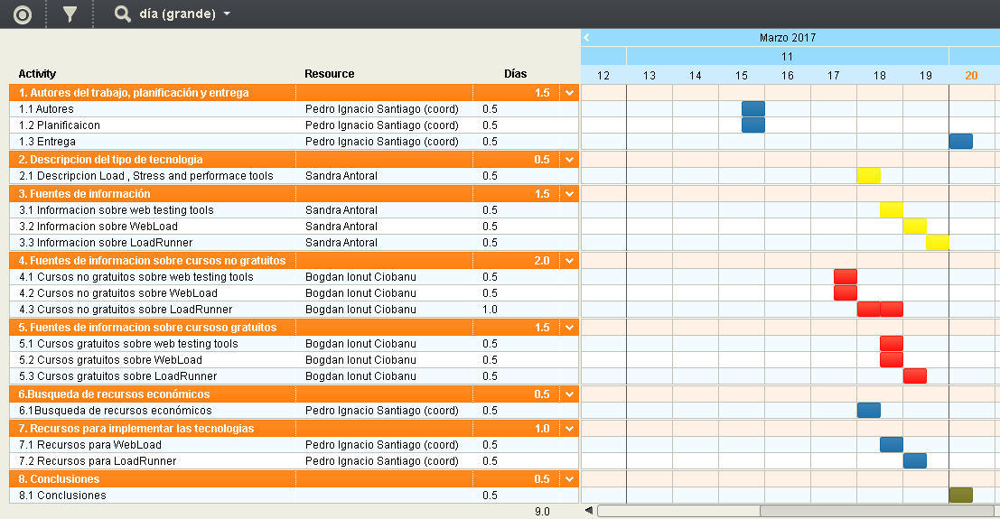 día (grande)
Marzo 2017
11
12 13 14 15 16 17 18 19 20
Activity Resource Días
1. Autores del trabajo, planificación y entrega 1.5
1.1 Autores Pedro Ignacio Santiago (coord) 0.5
1.2 Planificaicon Pedro Ignacio Santiago (coord) 0.5
1.3 Entrega Pedro Ignacio Santiago (coord) 0.5
2. Descripcion del tipo de tecnologia 0.5
2.1 Descripcion Load , Stress and performace tools Sandra Antoral 0.5
3. Fuentes de información 1.5
3.1 Informacion sobre web testing tools Sandra Antoral 0.5
3.2 Informacion sobre WebLoad Sandra Antoral 0.5
3.3 Informacion sobre LoadRunner Sandra Antoral 0.5
4. Fuentes de informacion sobre cursos no gratuitos 2.0
4.1 Cursos no gratuitos sobre web testing tools Bogdan Ionut Ciobanu 0.5
4.2 Cursos no gratuitos sobre WebLoad Bogdan Ionut Ciobanu 0.5
4.3 Cursos no gratuitos sobre LoadRunner Bogdan Ionut Ciobanu 1.0
5. Fuentes de informacion sobre cursoso gratuitos 1.5
5.1 Cursos gratuitos sobre web testing tools Bogdan Ionut Ciobanu 0.5
5.2 Cursos gratuitos sobre WebLoad Bogdan Ionut Ciobanu 0.5
5.3 Cursos gratuitos sobre LoadRunner Bogdan Ionut Ciobanu 0.5
6.Busqueda de recursos económicos 0.5
6.1Busqueda de recursos económicos Pedro Ignacio Santiago (coord) 0.5
7. Recursos para implementar las tecnologias 1.0
7.1 Recursos para WebLoad Pedro Ignacio Santiago (coord) 0.5
7.2 Recursos para LoadRunner Pedro Ignacio Santiago (coord) 0.5
8. Conclusiones 0.5
8.1 Conclusiones 0.5
9.0